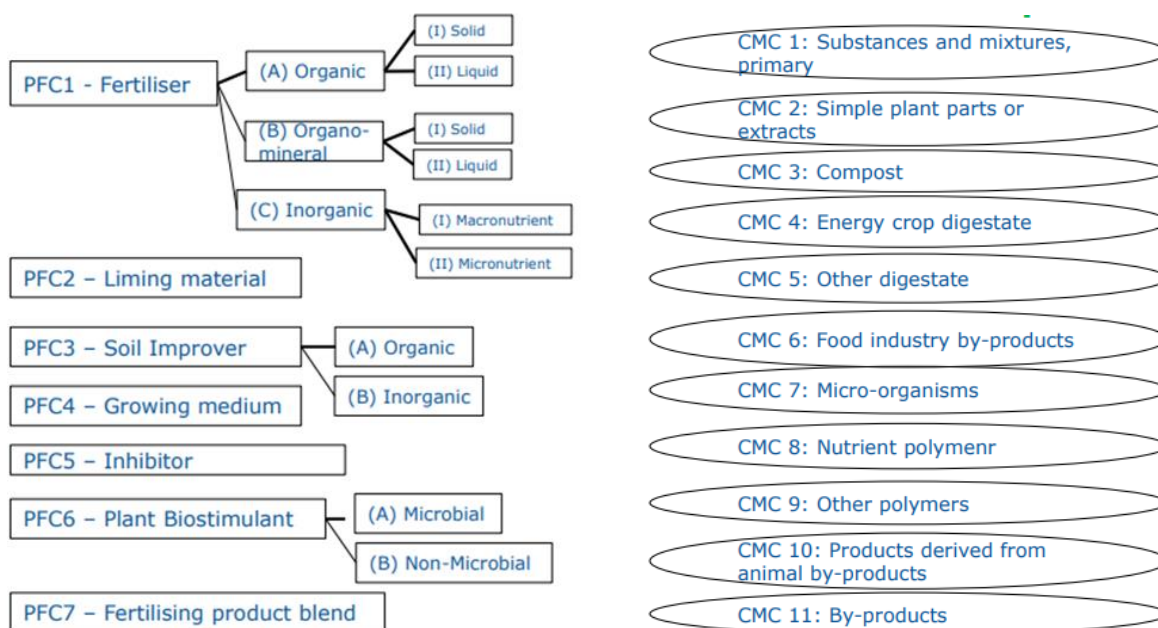 PFC1 - Fertiliser
(A) Organic
(I) Solid
(II) Liquid
(B) Organo-
mineral
(I) Solid
(II) Liquid
(C) Inorganic
(I) Macronutrient
(II) Micronutrient
PFC2 – Liming material
PFC3 – Soil Improver
(A) Organic
(B) Inorganic
PFC4 – Growing medium
PFC5 – Inhibitor
PFC6 – Plant Biostimulant
(A) Microbial
(B) Non-Microbial
PFC7 – Fertilising product blend
CMC 1: Substances and mixtures,
primary
CMC 2: Simple plant parts or
extracts
CMC 3: Compost
CMC 4: Energy crop digestate
CMC 5: Other digestate
CMC 6: Food industry by-products
CMC 7: Micro-organisms
CMC 8: Nutrient polymenr
CMC 9: Other polymers
CMC 10: Products derived from
animal by-products
CMC 11: By-products